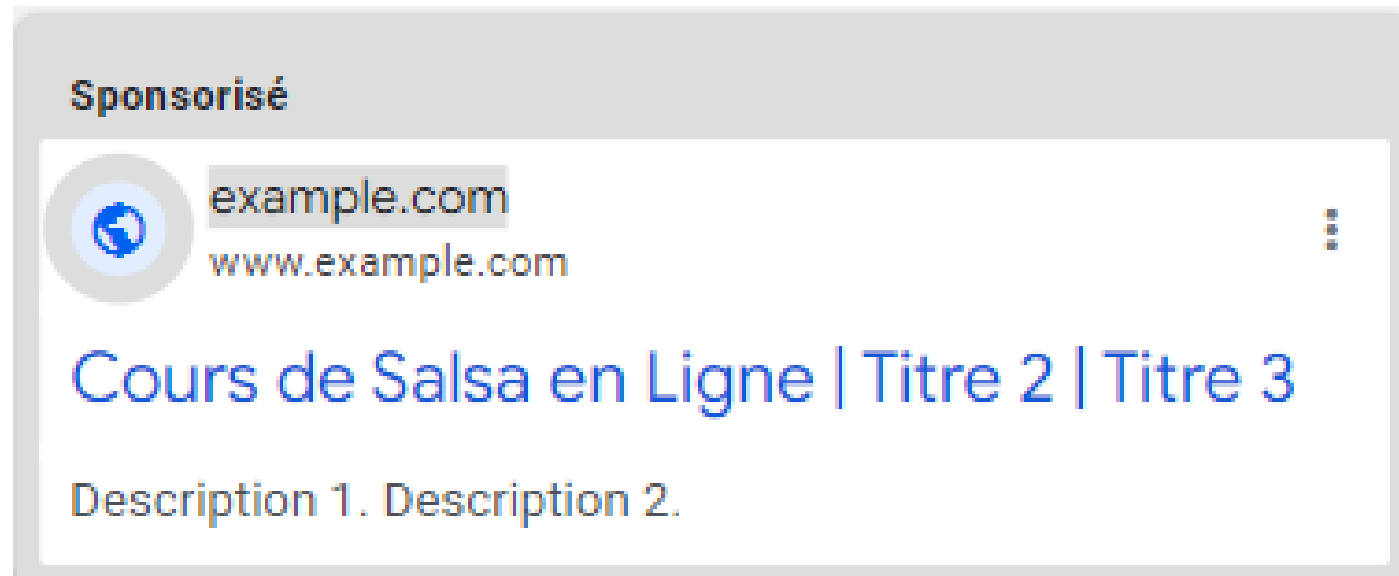 Sponsorisé
example.com
www.example.com
Cours de Salsa en Ligne | Titre 2 | Titre 3
Description 1. Description 2.